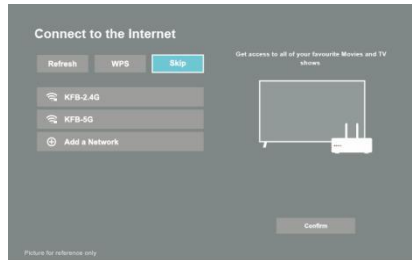 Connect to the Internet
Refresh WPS Skip
Get access to all of your favourite Movies and TV
shows
KFB-2.4G
KFB-5G
Add a Network
Confirm
Picture for reference only